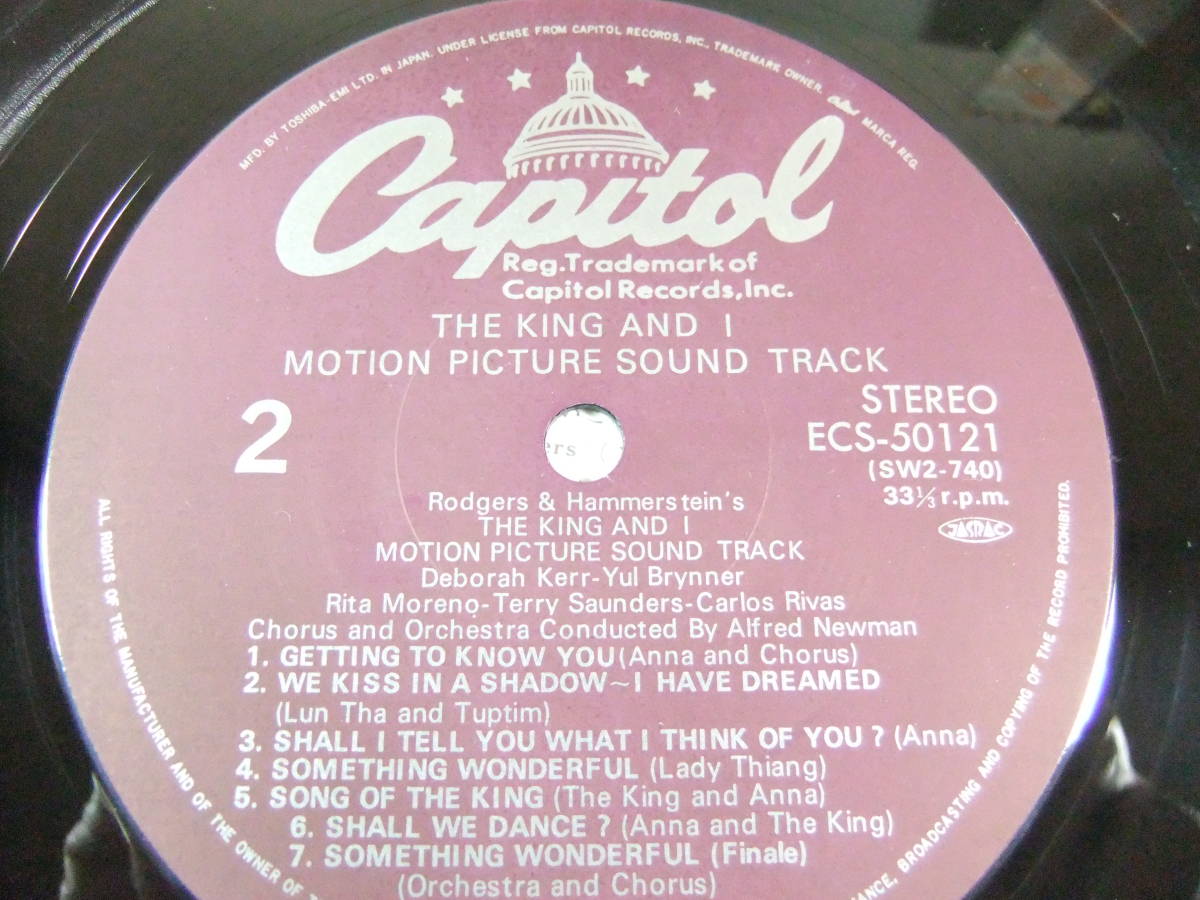 MFD. BY TOSHIBA-EMI LTD. IN JAPAN. UNDER LICENSE FROM CAPITOL RECORDS, INC., TRADEMARK OWNER. Capitol MARCA REG.
Capitol
Reg.Trademark of
Capitol Records,Inc.
THE KING AND I
MOTION PICTURE SOUND TRACK
2
STEREO
ECS-50121
(SW2-740)
33⅓ r.p.m.
JASRAC
ers
Rodgers & Hammerstein's
THE KING AND I
MOTION PICTURE SOUND TRACK
Deborah Kerr-Yul Brynner
Rita Moreno-Terry Saunders-Carlos Rivas
Chorus and Orchestra Conducted By Alfred Newman
1. GETTING TO KNOW YOU(Anna and Chorus)
2. WE KISS IN A SHADOW~I HAVE DREAMED
(Lun Tha and Tuptim)
3. SHALL I TELL YOU WHAT I THINK OF YOU ? (Anna)
4. SOMETHING WONDERFUL (Lady Thiang)
5. SONG OF THE KING (The King and Anna)
6. SHALL WE DANCE ? (Anna and The King)
7. SOMETHING WONDERFUL (Finale)
(Orchestra and Chorus)
ALL RIGHTS OF THE MANUFACTURER AND OF THE OWNER OF
BROADCASTING AND COPYING OF THE RECORD PROHIBITED.